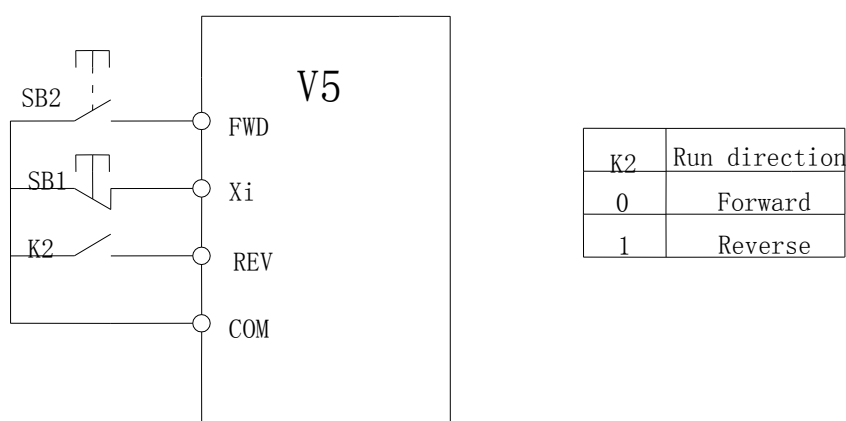 V5
SB2
FWD
SB1
Xi
K2
REV
COM
K2 Run direction
0 Forward
1 Reverse